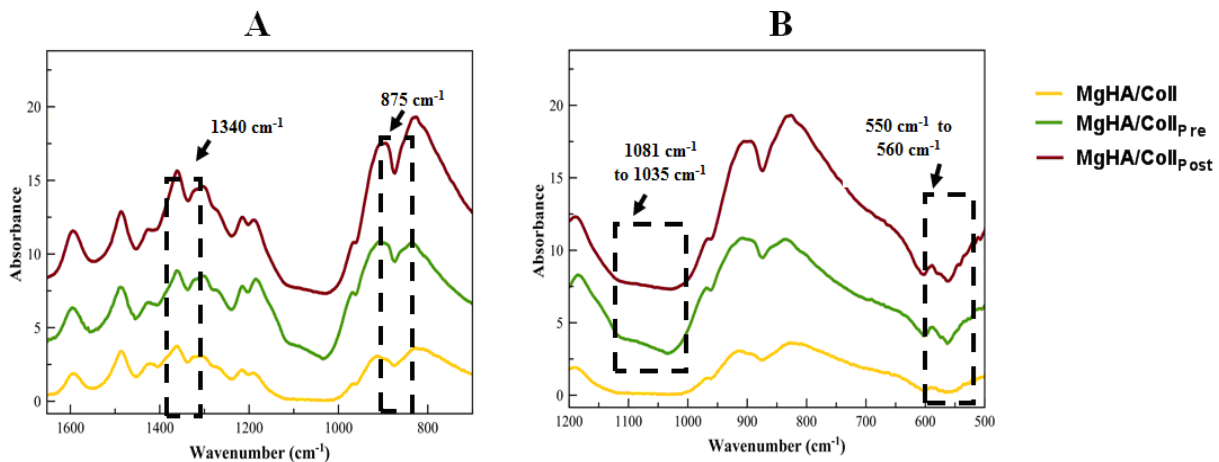 A
B
1340 cm-1
875 cm-1
20
15
10
5
0
1600
1400
1200
1000
800
Absorbance
Wavenumber (cm-1)
1081 cm-1
to 1035 cm-1
550 cm-1 to
560 cm-1
20
15
10
5
0
1200
1100
1000
900
800
700
600
500
Absorbance
Wavenumber (cm-1)
MgHA/Coll
MgHA/CollPre
MgHA/CollPost